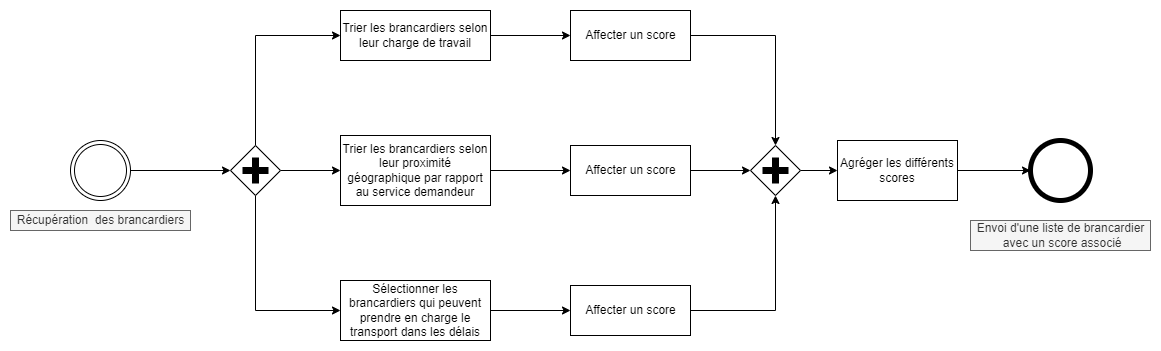 Trier les brancardiers selon
leur charge de travail
Affecter un score
Récupération  des brancardiers
Trier les brancardiers selon
leur proximité
géographique par rapport
au service demandeur
Affecter un score
Agréger les différents
scores
Envoi d'une liste de brancardier
avec un score associé
Sélectionner les
brancardiers qui peuvent
prendre en charge le
transport dans les délais
Affecter un score